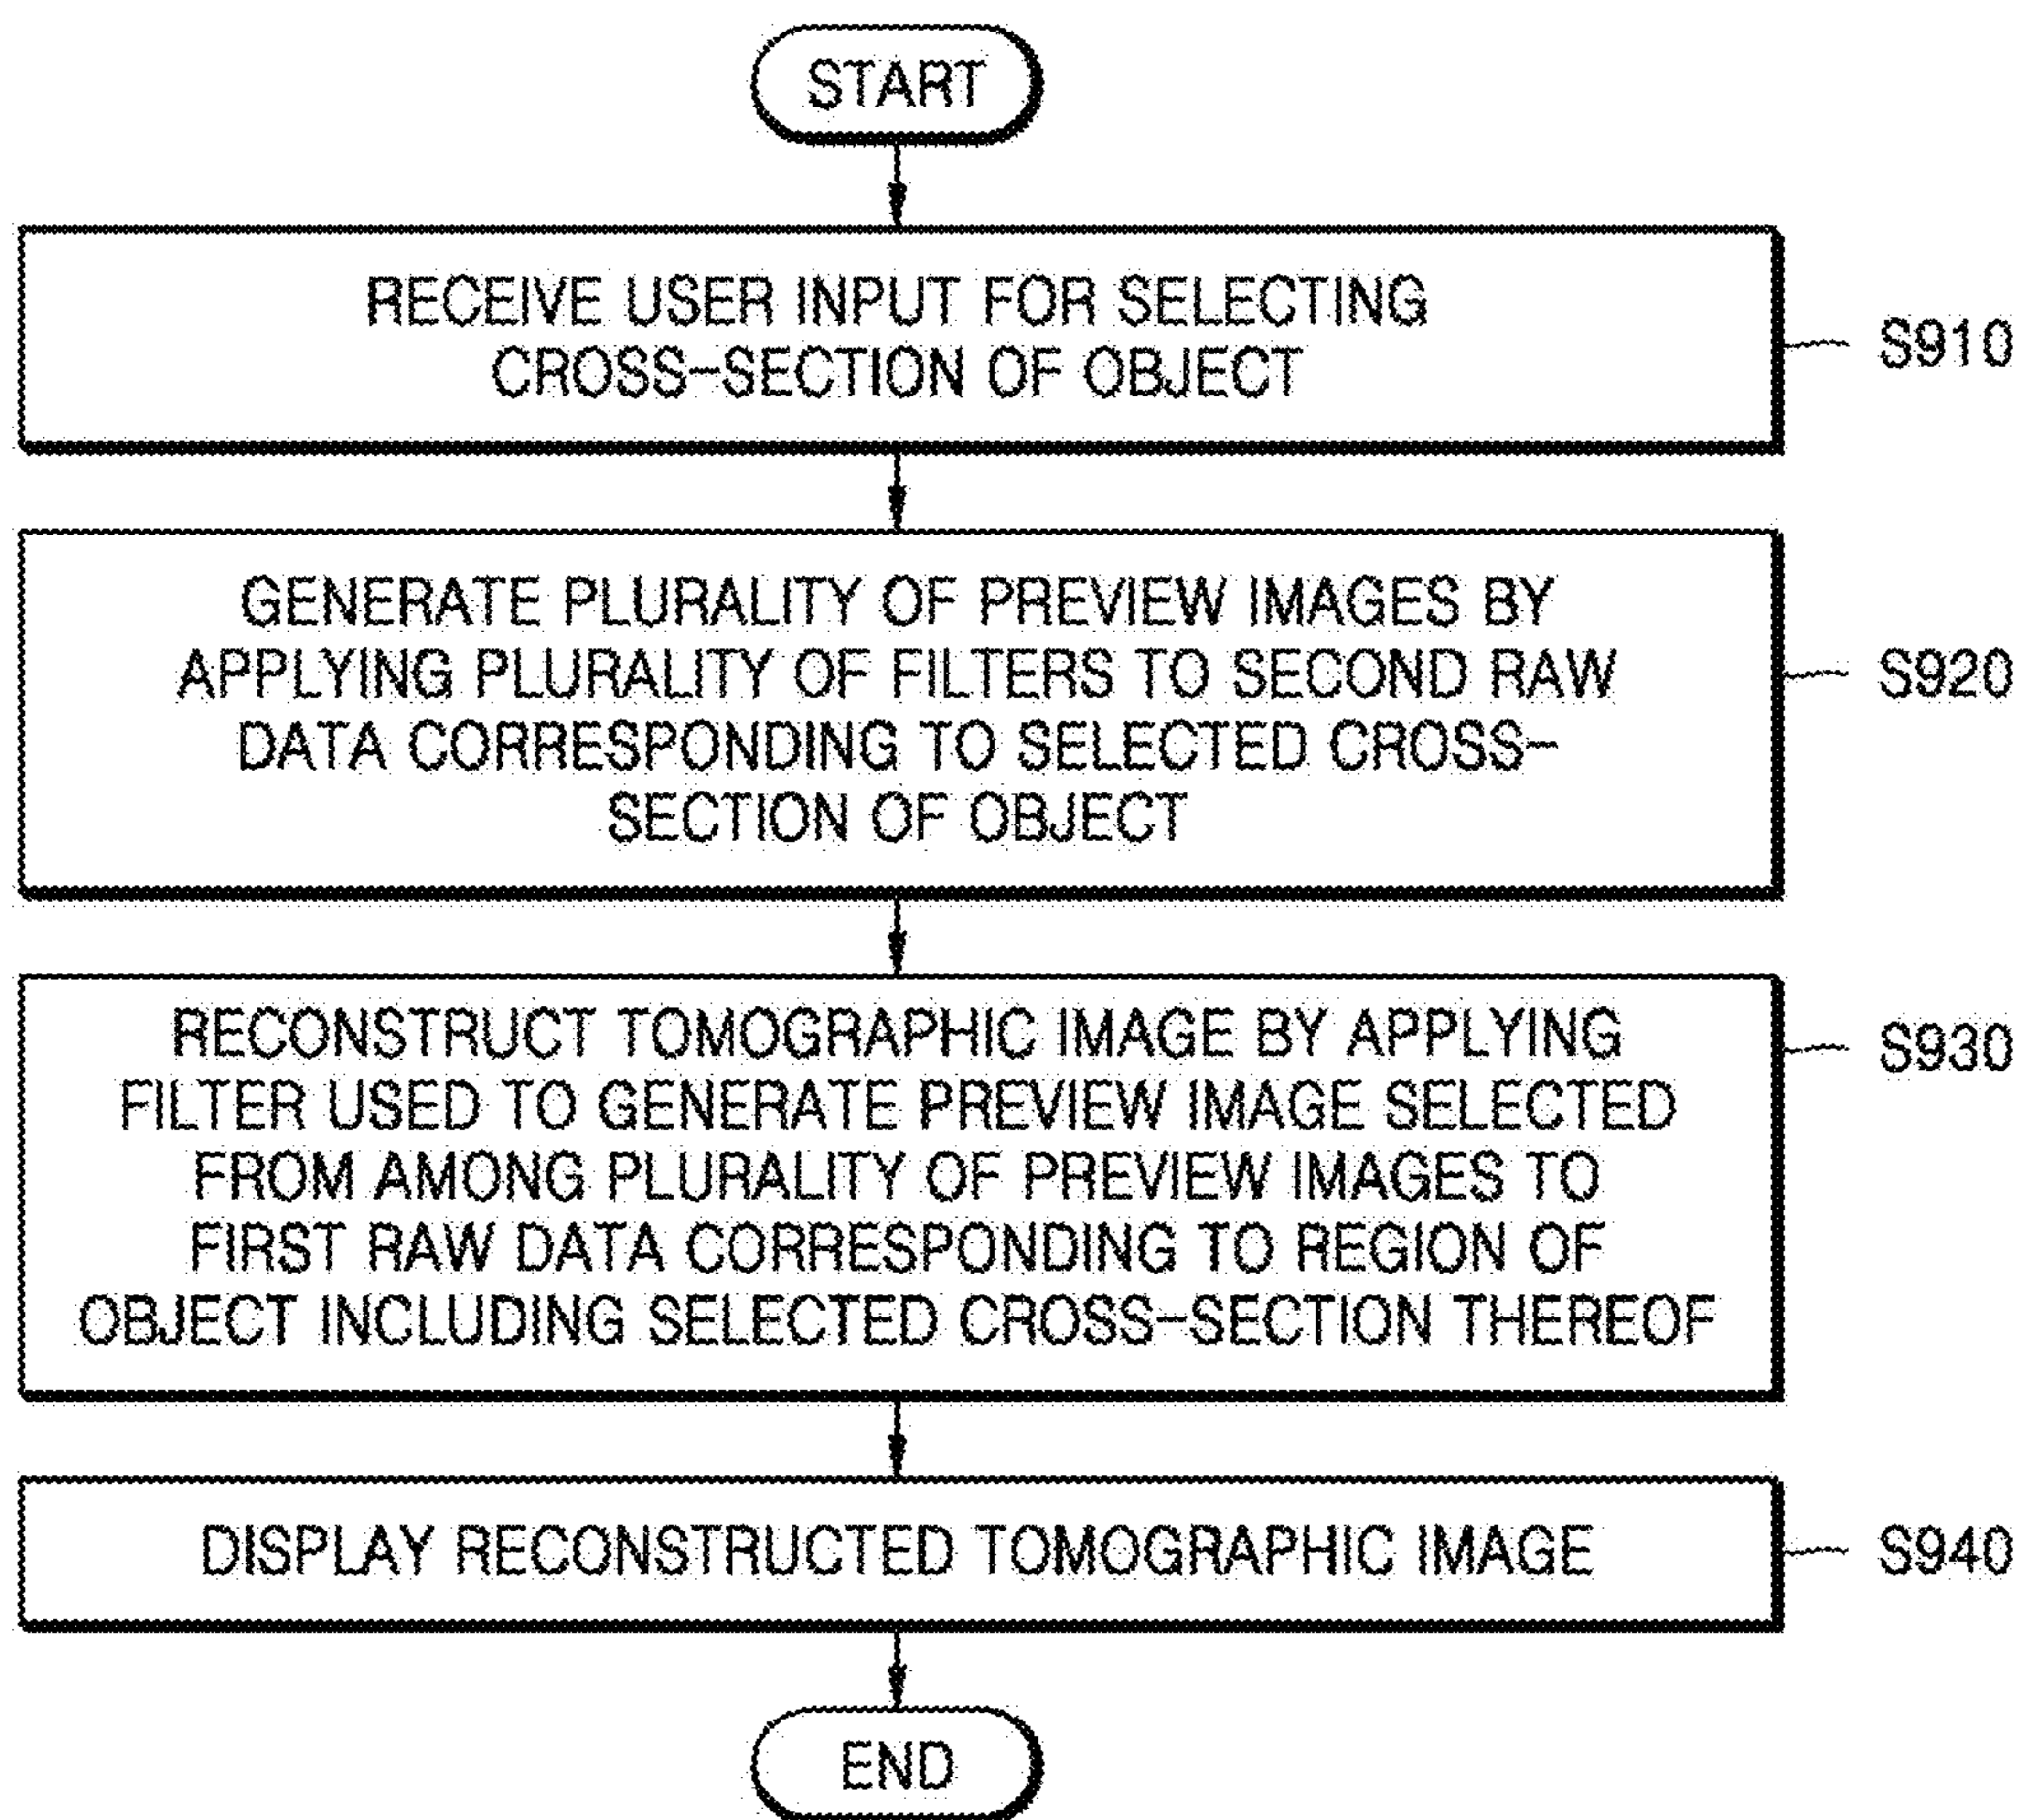 START
RECEIVE USER INPUT FOR SELECTING
CROSS-SECTION OF OBJECT
S910
GENERATE PLURALITY OF PREVIEW IMAGES BY
APPLYING PLURALITY OF FILTERS TO SECOND RAW
DATA CORRESPONDING TO SELECTED CROSS-
SECTION OF OBJECT
S920
RECONSTRUCT TOMOGRAPHIC IMAGE BY APPLYING
FILTER USED TO GENERATE PREVIEW IMAGE SELECTED
FROM AMONG PLURALITY OF PREVIEW IMAGES TO
FIRST RAW DATA CORRESPONDING TO REGION OF
OBJECT INCLUDING SELECTED CROSS-SECTION THEREOF
S930
DISPLAY RECONSTRUCTED TOMOGRAPHIC IMAGE
S940
END